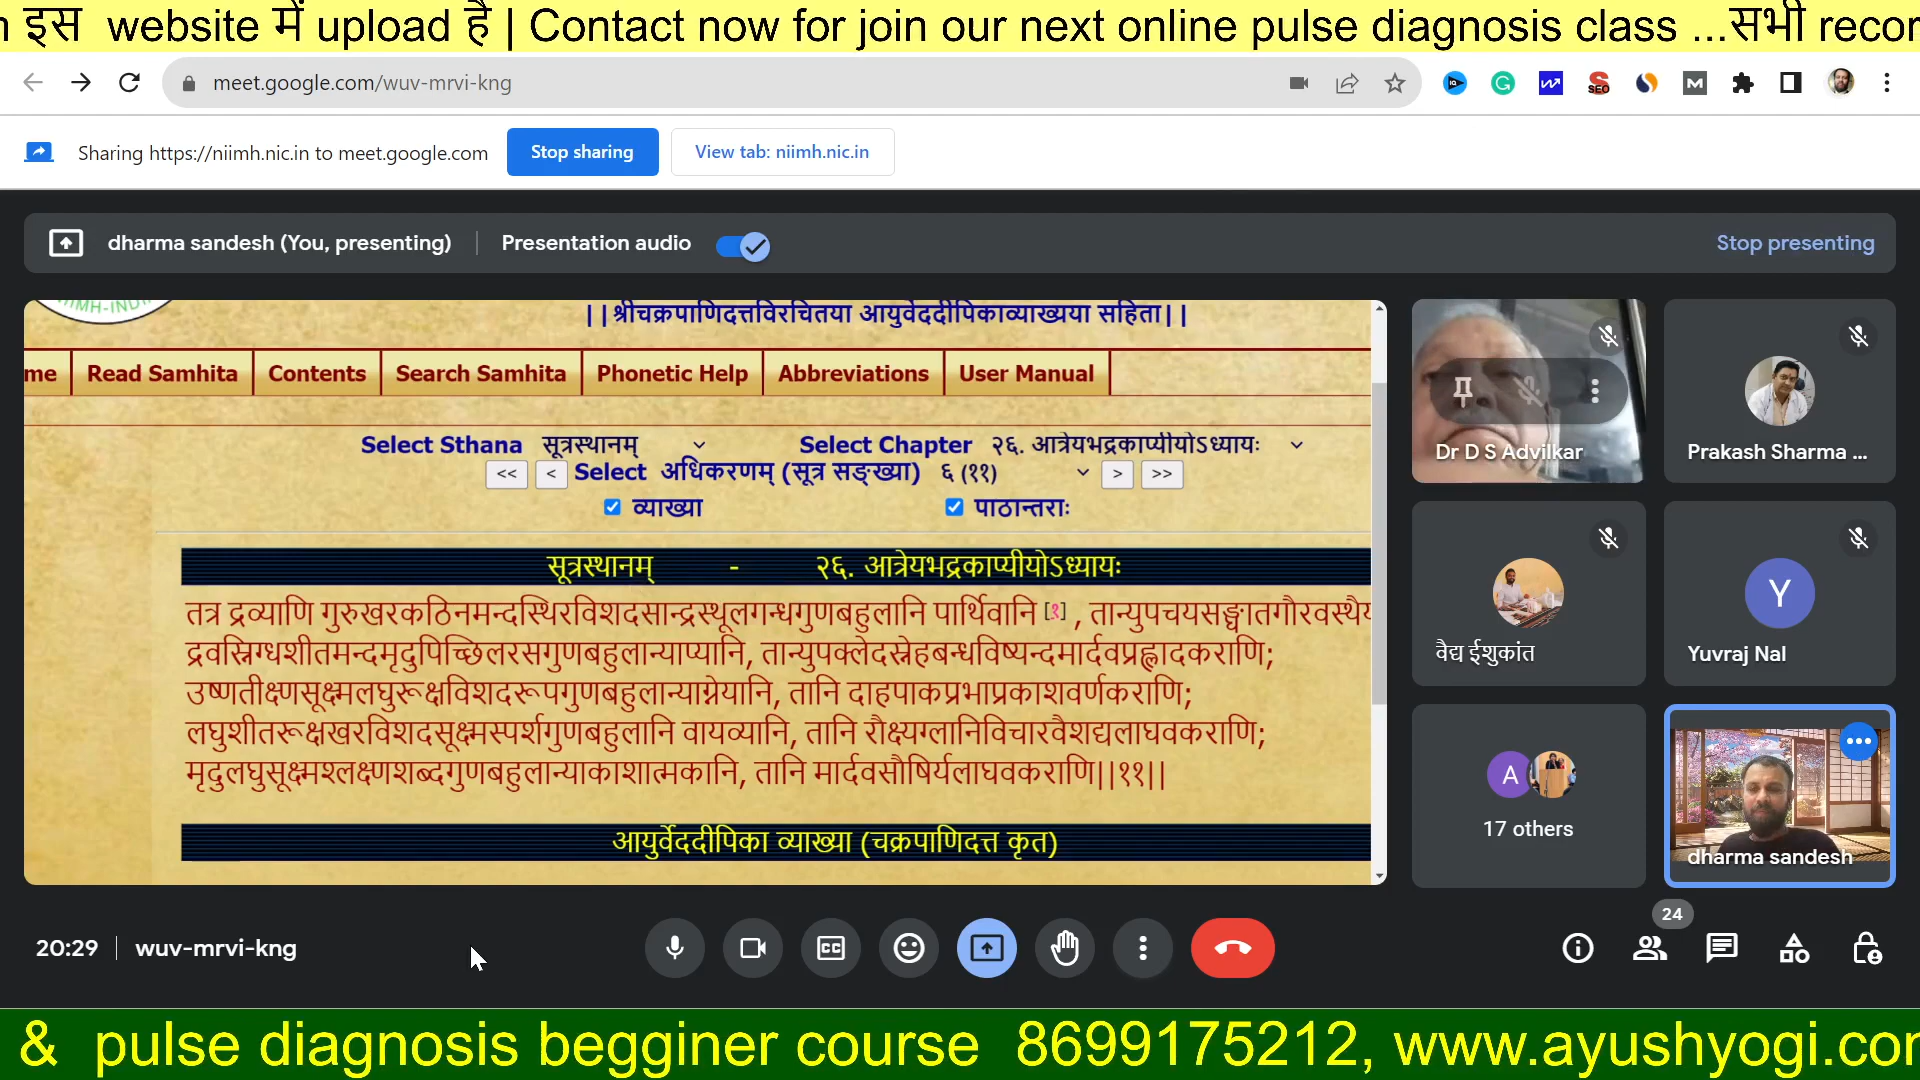 इस website में upload है | Contact now for join our next online pulse diagnosis class ...सभी recor
meet.google.com/wuv-mrvi-kng
Sharing https://niimh.nic.in to meet.google.com
Stop sharing
View tab: niimh.nic.in
dharma sandesh (You, presenting)
Presentation audio
Stop presenting
||श्रीचक्रपाणिदत्तविरचितया आयुर्वेददीपिकाव्याख्यया सहिता||
me Read Samhita Contents Search Samhita Phonetic Help Abbreviations User Manual
Select Sthana सूत्रस्थानम् Select Chapter २६. आत्रेयभद्रकाप्यीयोऽध्यायः
<< < Select अधिकरणम् (सूत्र सङ्ख्या) ६ (११) > >>
व्याख्या पाठान्तराः
सूत्रस्थानम् - २६. आत्रेयभद्रकाप्यीयोऽध्यायः
तत्र द्रव्याणि गुरुखरकठिनमन्दस्थिरविशदसान्द्रस्थूलगन्धगुणबहुलानि पार्थिवानि [१] , तान्युपचयसङ्घातगौरवस्थैय
द्रवस्निग्धशीतमन्दमृदुपिच्छिलरसगुणबहुलान्याप्यानि, तान्युपक्लेदस्नेहबन्धविष्यन्दमार्दवप्रह्लादकराणि;
उष्णतीक्ष्णसूक्ष्मलघुरूक्षविशदरूपगुणबहुलान्याग्नेयानि, तानि दाहपाकप्रभाप्रकाशवर्णकराणि;
लघुशीतरूक्षखरविशदसूक्ष्मस्पर्शगुणबहुलानि वायव्यानि, तानि रौक्ष्यग्लानिविचारवैशद्यलाघवकराणि;
मृदुलघुसूक्ष्मश्लक्ष्णशब्दगुणबहुलान्याकाशात्मकानि, तानि मार्दवसौषिर्यलाघवकराणि||११||
आयुर्वेददीपिका व्याख्या (चक्रपाणिदत्त कृत)
Dr D S Advilkar
Prakash Sharma ...
वैद्य ईशुकांत
Y
Yuvraj Nal
A
17 others
dharma sandesh
20:29 wuv-mrvi-kng
24
& pulse diagnosis begginer course 8699175212, www.ayushyogi.cor